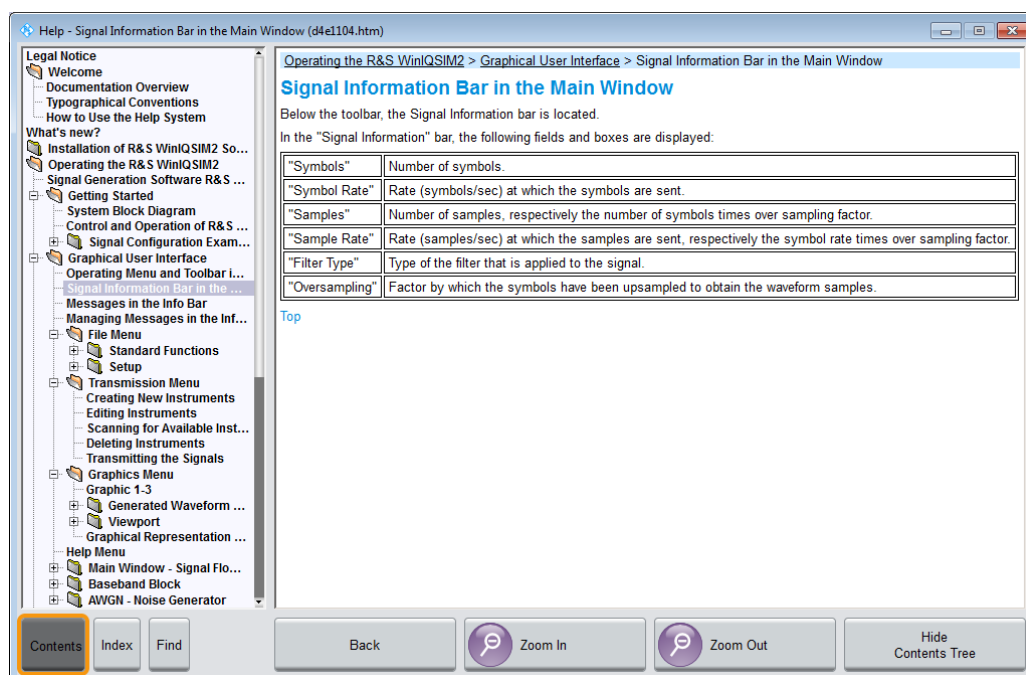 Help - Signal Information Bar in the Main Window (d4e1104.htm)
Legal Notice
Welcome
Documentation Overview
Typographical Conventions
How to Use the Help System
What's new?
Installation of R&S WinIQSIM2 So...
Operating the R&S WinIQSIM2
Signal Generation Software R&S ...
Getting Started
System Block Diagram
Control and Operation of R&S ...
Signal Configuration Exam...
Graphical User Interface
Operating Menu and Toolbar i...
Signal Information Bar in the ...
Messages in the Info Bar
Managing Messages in the Inf...
File Menu
Standard Functions
Setup
Transmission Menu
Creating New Instruments
Editing Instruments
Scanning for Available Inst...
Deleting Instruments
Transmitting the Signals
Graphics Menu
Graphic 1-3
Generated Waveform ...
Viewport
Graphical Representation ...
Help Menu
Main Window - Signal Flo...
Baseband Block
AWGN - Noise Generator
Operating the R&S WinIQSIM2 > Graphical User Interface > Signal Information Bar in the Main Window
Signal Information Bar in the Main Window
Below the toolbar, the Signal Information bar is located.
In the "Signal Information" bar, the following fields and boxes are displayed:
"Symbols" Number of symbols.
"Symbol Rate" Rate (symbols/sec) at which the symbols are sent.
"Samples" Number of samples, respectively the number of symbols times over sampling factor.
"Sample Rate" Rate (samples/sec) at which the samples are sent, respectively the symbol rate times over sampling factor.
"Filter Type" Type of the filter that is applied to the signal.
"Oversampling" Factor by which the symbols have been upsampled to obtain the waveform samples.
Top
Contents Index Find Back Zoom In Zoom Out Hide
Contents Tree